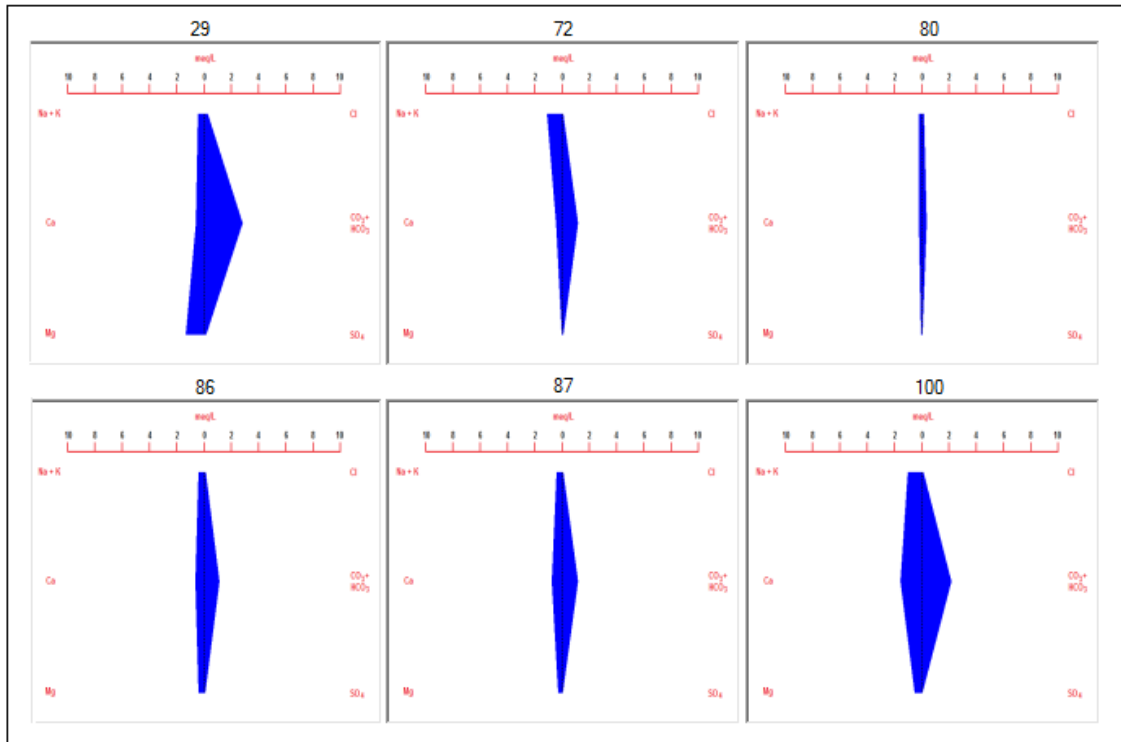 29 72 80
meq/L meq/L meq/L
10 8 6 4 2 0 2 4 6 8 10 10 8 6 4 2 0 2 4 6 8 10 10 8 6 4 2 0 2 4 6 8 10
Na + K Cl Na + K Cl Na + K Cl
Ca CO₃+ Ca CO₃+ Ca CO₃+
HCO₃ HCO₃ HCO₃
Mg SO₄ Mg SO₄ Mg SO₄
86 87 100
meq/L meq/L meq/L
10 8 6 4 2 0 2 4 6 8 10 10 8 6 4 2 0 2 4 6 8 10 10 8 6 4 2 0 2 4 6 8 10
Na + K Cl Na + K Cl Na + K Cl
Ca CO₃+ Ca CO₃+ Ca CO₃+
HCO₃ HCO₃ HCO₃
Mg SO₄ Mg SO₄ Mg SO₄